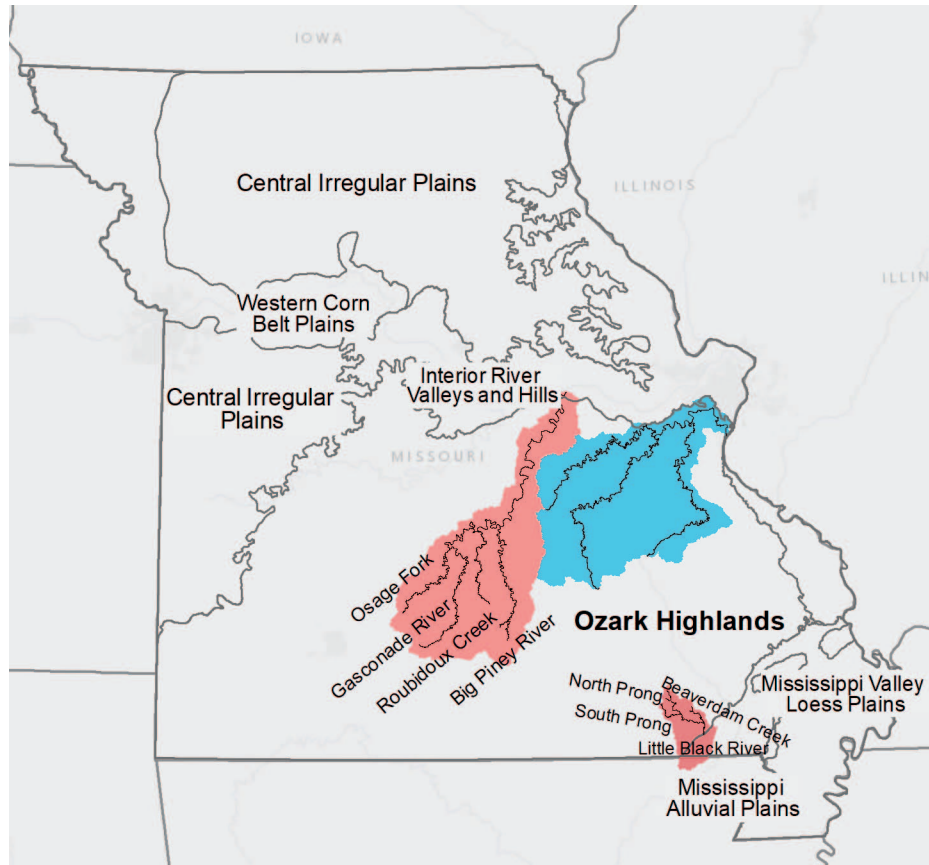 IOWA
Central Irregular Plains
ILLINOIS
ILLIN
Western Corn
Belt Plains
Interior River
Valleys and Hills
Central Irregular
Plains
MISSOURI
Osage Fork
Gasconade River
Roubidoux Creek
Big Piney River
Ozark Highlands
North Prong
Beaverdam Creek
South Prong
Little Black River
Mississippi Valley
Loess Plains
Mississippi
Alluvial Plains